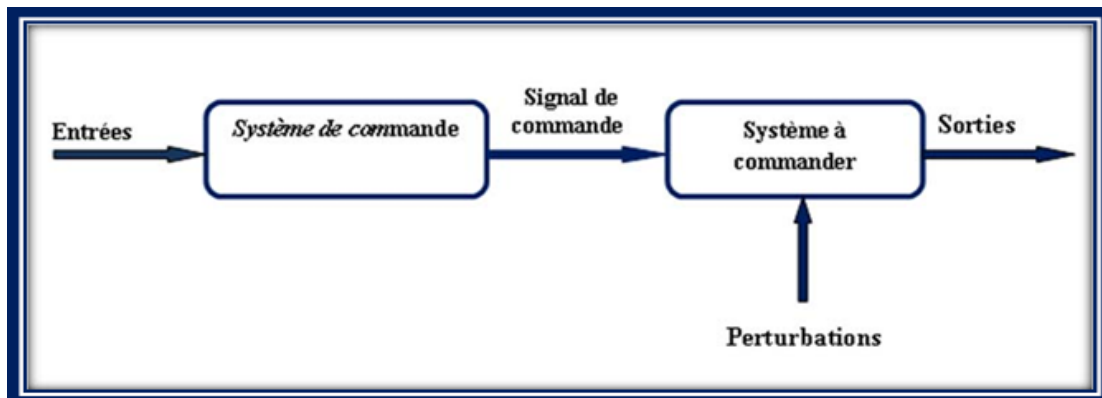 Entrées
Système de commande
Signal de
commande
Système à
commander
Sorties
Perturbations